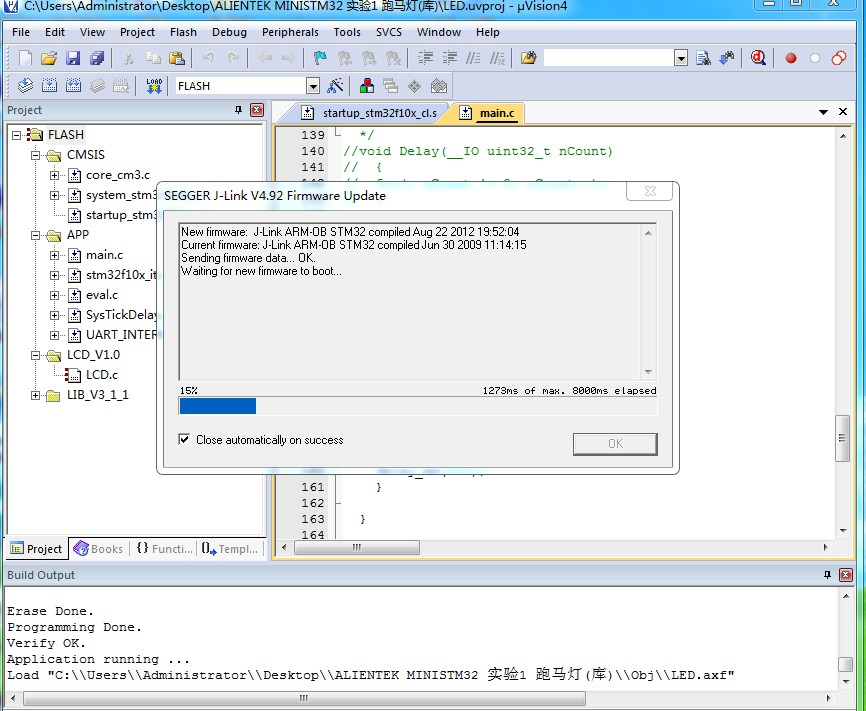 C:\Users\Administrator\Desktop\ALIENTEK MINISTM32 实验1 跑马灯(库)\LED.uvproj - µVision4
File Edit View Project Flash Debug Peripherals Tools SVCS Window Help
LOAD FLASH
Project
startup_stm32f10x_cl.s main.c
FLASH
CMSIS
core_cm3.c
system_stm3
startup_stm3
APP
main.c
stm32f10x_it
eval.c
SysTickDelay
UART_INTER
LCD_V1.0
LCD.c
LIB_V3_1_1
139 */
140 //void Delay(__IO uint32_t nCount)
141 // {
SEGGER J-Link V4.92 Firmware Update
New firmware: J-Link ARM-OB STM32 compiled Aug 22 2012 19:52:04
Current firmware: J-Link ARM-OB STM32 compiled Jun 30 2009 11:14:15
Sending firmware data... OK.
Waiting for new firmware to boot...
15% 1273ms of max. 8000ms elapsed
Close automatically on success
OK
161 }
162
163 }
164
Project Books {} Functi... Templ...
Build Output
Erase Done.
Programming Done.
Verify OK.
Application running ...
Load "C:\\Users\\Administrator\\Desktop\\ALIENTEK MINISTM32 实验1 跑马灯(库)\\Obj\\LED.axf"